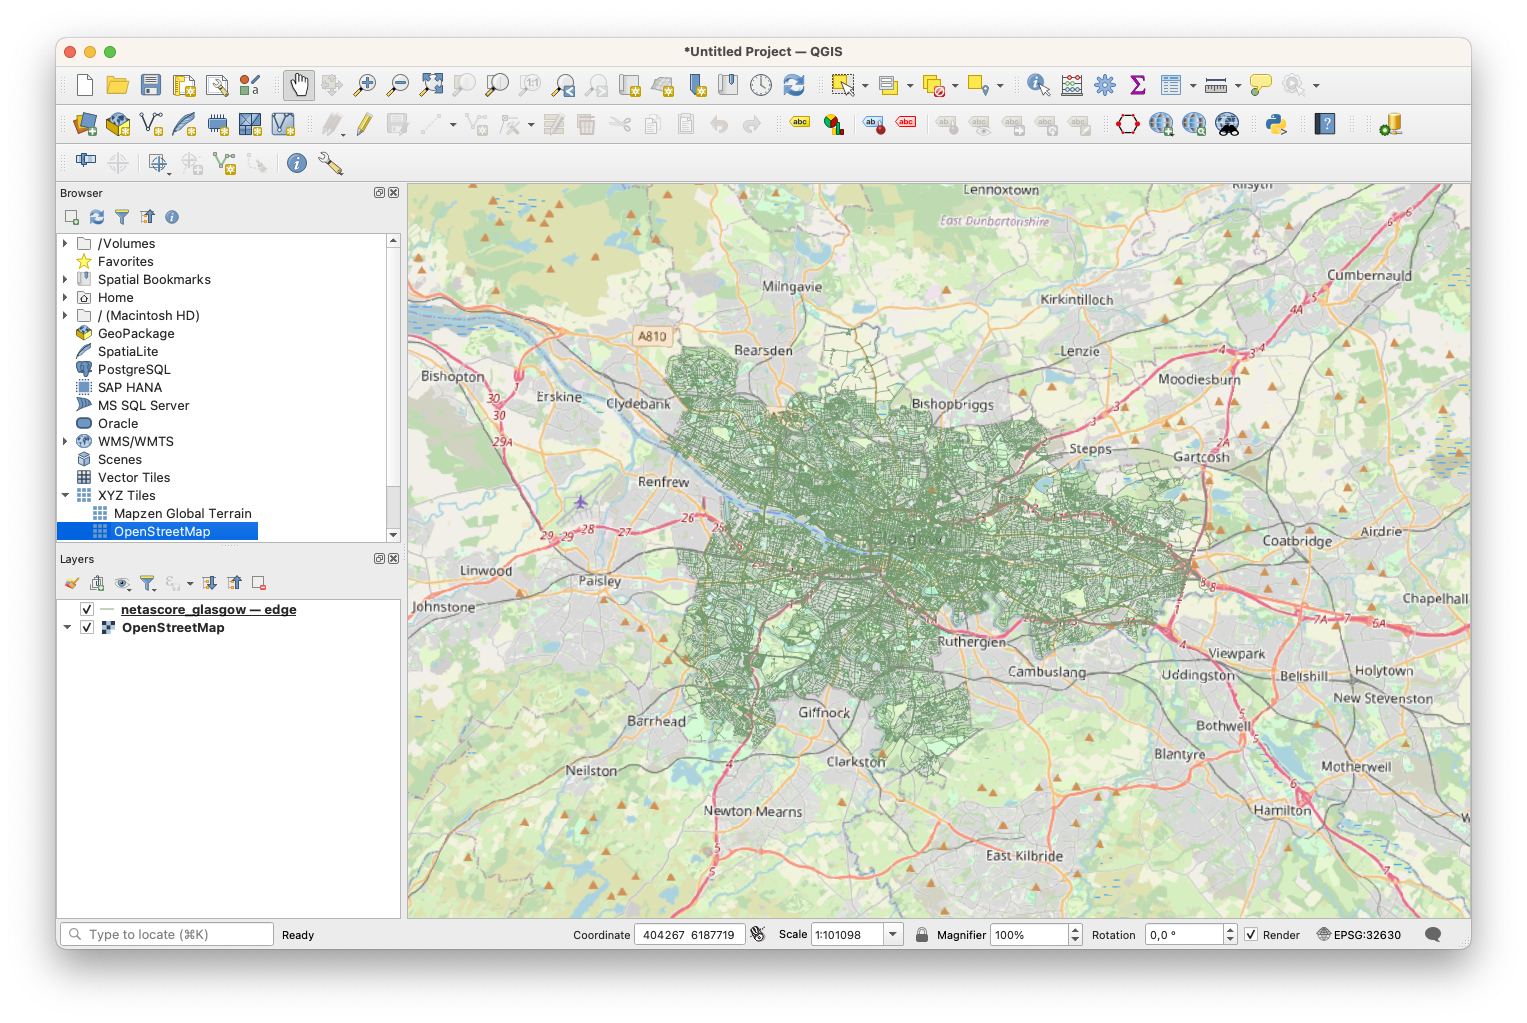 *Untitled Project — QGIS
Browser
/Volumes
Favorites
Spatial Bookmarks
Home
/ (Macintosh HD)
GeoPackage
SpatiaLite
PostgreSQL
SAP HANA
MS SQL Server
Oracle
WMS/WMTS
Scenes
Vector Tiles
XYZ Tiles
Mapzen Global Terrain
OpenStreetMap
Layers
netascore_glasgow — edge
OpenStreetMap
Lennoxtown
Kilsyth
East Dunbartonshire
Cumbernauld
Milngavie
Kirkintilloch
A810
Bearsden
Lenzie
Bishopton
Moodiesburn
Erskine
Clydebank
Bishopbriggs
Stepps
Gartcosh
Renfrew
Airdrie
Coatbridge
Linwood
Paisley
Johnstone
Chapelhall
Rutherglen
Viewpark
Cambuslang
Uddingston
Bellshill
Holytown
New Stevenston
Barrhead
Giffnock
Bothwell
Blantyre
Neilston
Clarkston
Motherwell
Newton Mearns
Hamilton
East Kilbride
Type to locate (⌘K)
Ready
Coordinate
404267 6187719
Scale
1:101098
Magnifier
100%
Rotation
0,0 °
Render
EPSG:32630